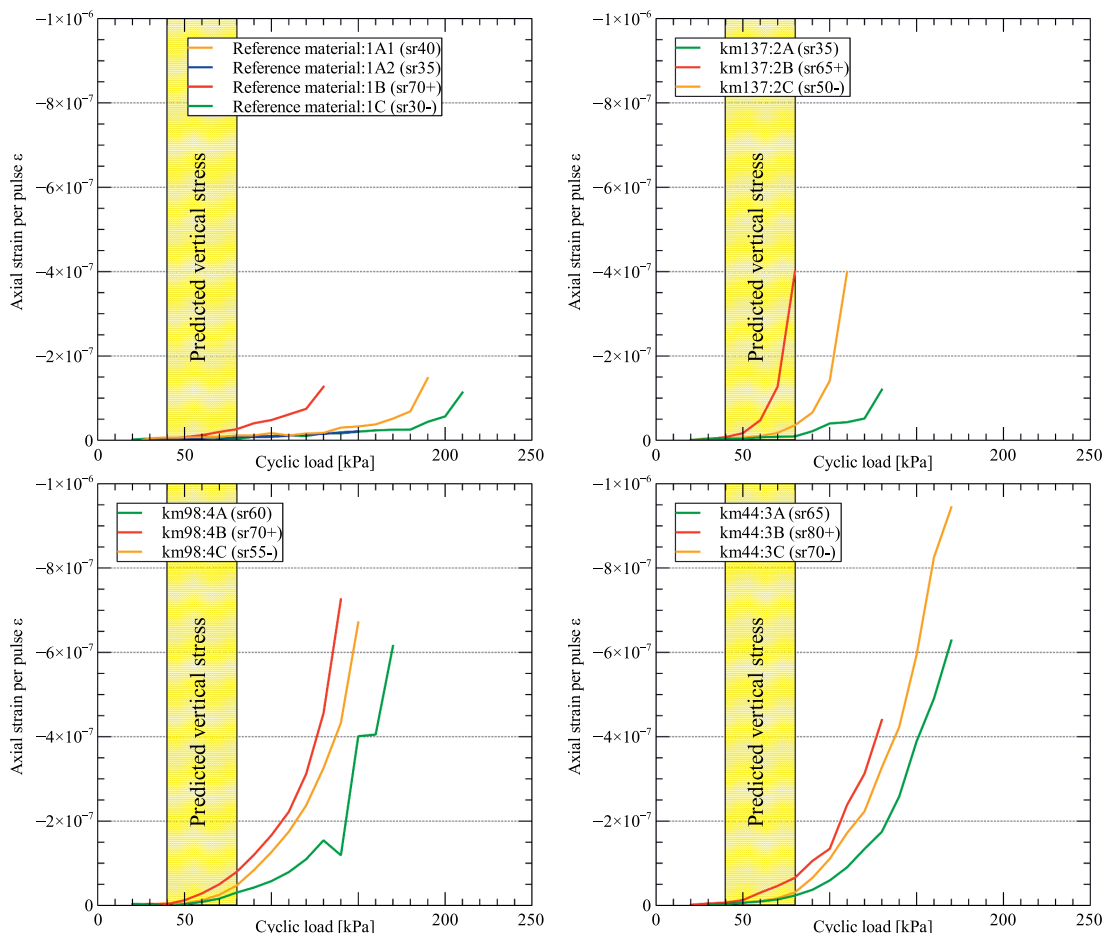 −1×10⁻⁶
−8×10⁻⁷
−6×10⁻⁷
−4×10⁻⁷
−2×10⁻⁷
0
Axial strain per pulse ε
Reference material:1A1 (sr40)
Reference material:1A2 (sr35)
Reference material:1B (sr70+)
Reference material:1C (sr30-)
Predicted vertical stress
0 50 200 250
Cyclic load [kPa]
−1×10⁻⁶
−8×10⁻⁷
−6×10⁻⁷
−4×10⁻⁷
−2×10⁻⁷
0
Axial strain per pulse ε
km137:2A (sr35)
km137:2B (sr65+)
km137:2C (sr50-)
Predicted vertical stress
0 50 200 250
Cyclic load [kPa]
−1×10⁻⁶
−8×10⁻⁷
−6×10⁻⁷
−4×10⁻⁷
−2×10⁻⁷
0
Axial strain per pulse ε
km98:4A (sr60)
km98:4B (sr70+)
km98:4C (sr55-)
Predicted vertical stress
0 50 200 250
Cyclic load [kPa]
−1×10⁻⁶
−8×10⁻⁷
−6×10⁻⁷
−4×10⁻⁷
−2×10⁻⁷
0
Axial strain per pulse ε
km44:3A (sr65)
km44:3B (sr80+)
km44:3C (sr70-)
Predicted vertical stress
0 50 200 250
Cyclic load [kPa]